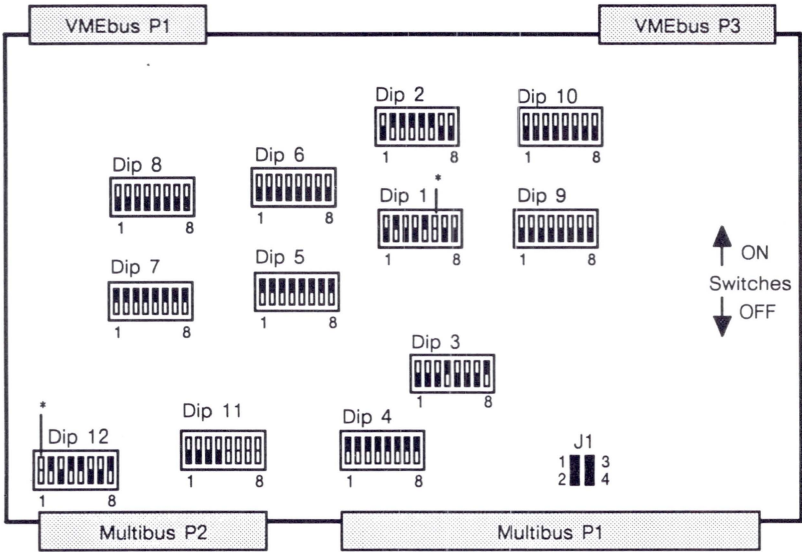 VMEbus P1
VMEbus P3
Dip 2
Dip 10
1 8
1 8
Dip 8
Dip 6
1 8
1 8
Dip 1
*
Dip 9
1 8
1 8
Dip 7
Dip 5
1 8
1 8
ON
Switches
OFF
Dip 3
1 8
*
Dip 12
Dip 11
Dip 4
1 8
1 8
1 8
J1
1 3
2 4
Multibus P2
Multibus P1